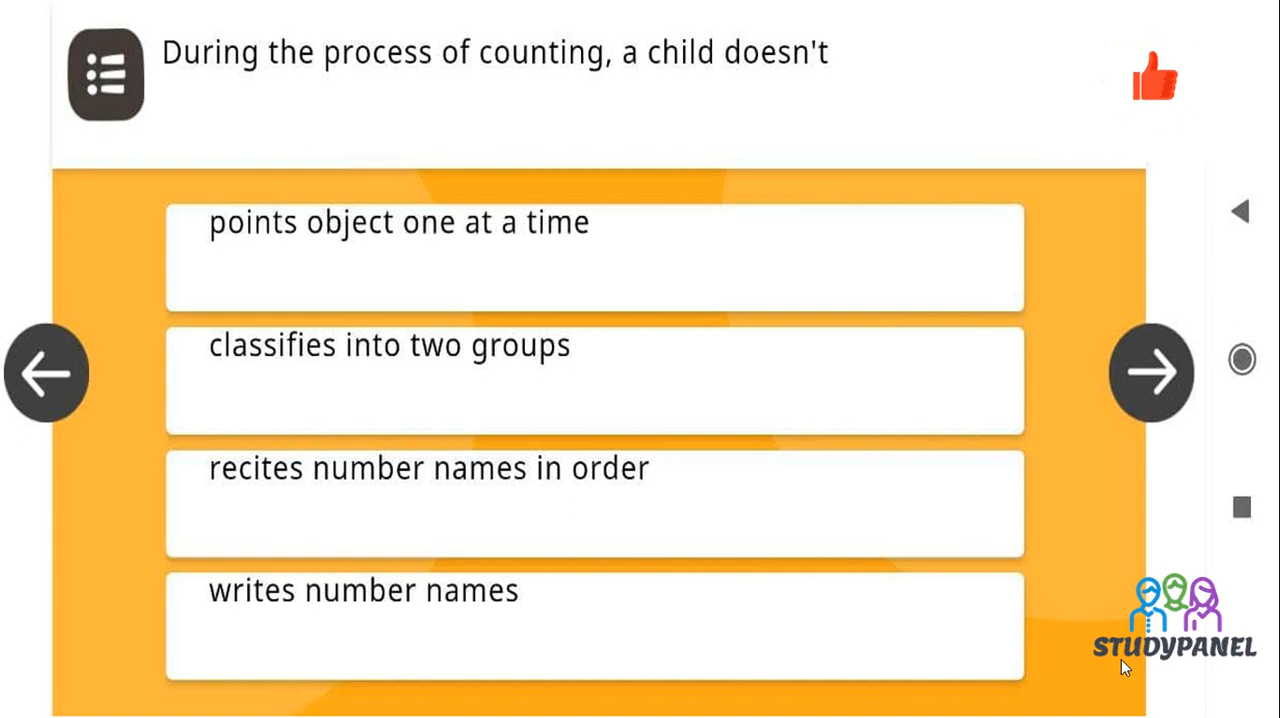 During the process of counting, a child doesn't
points object one at a time
classifies into two groups
recites number names in order
writes number names
STUDYPANEL